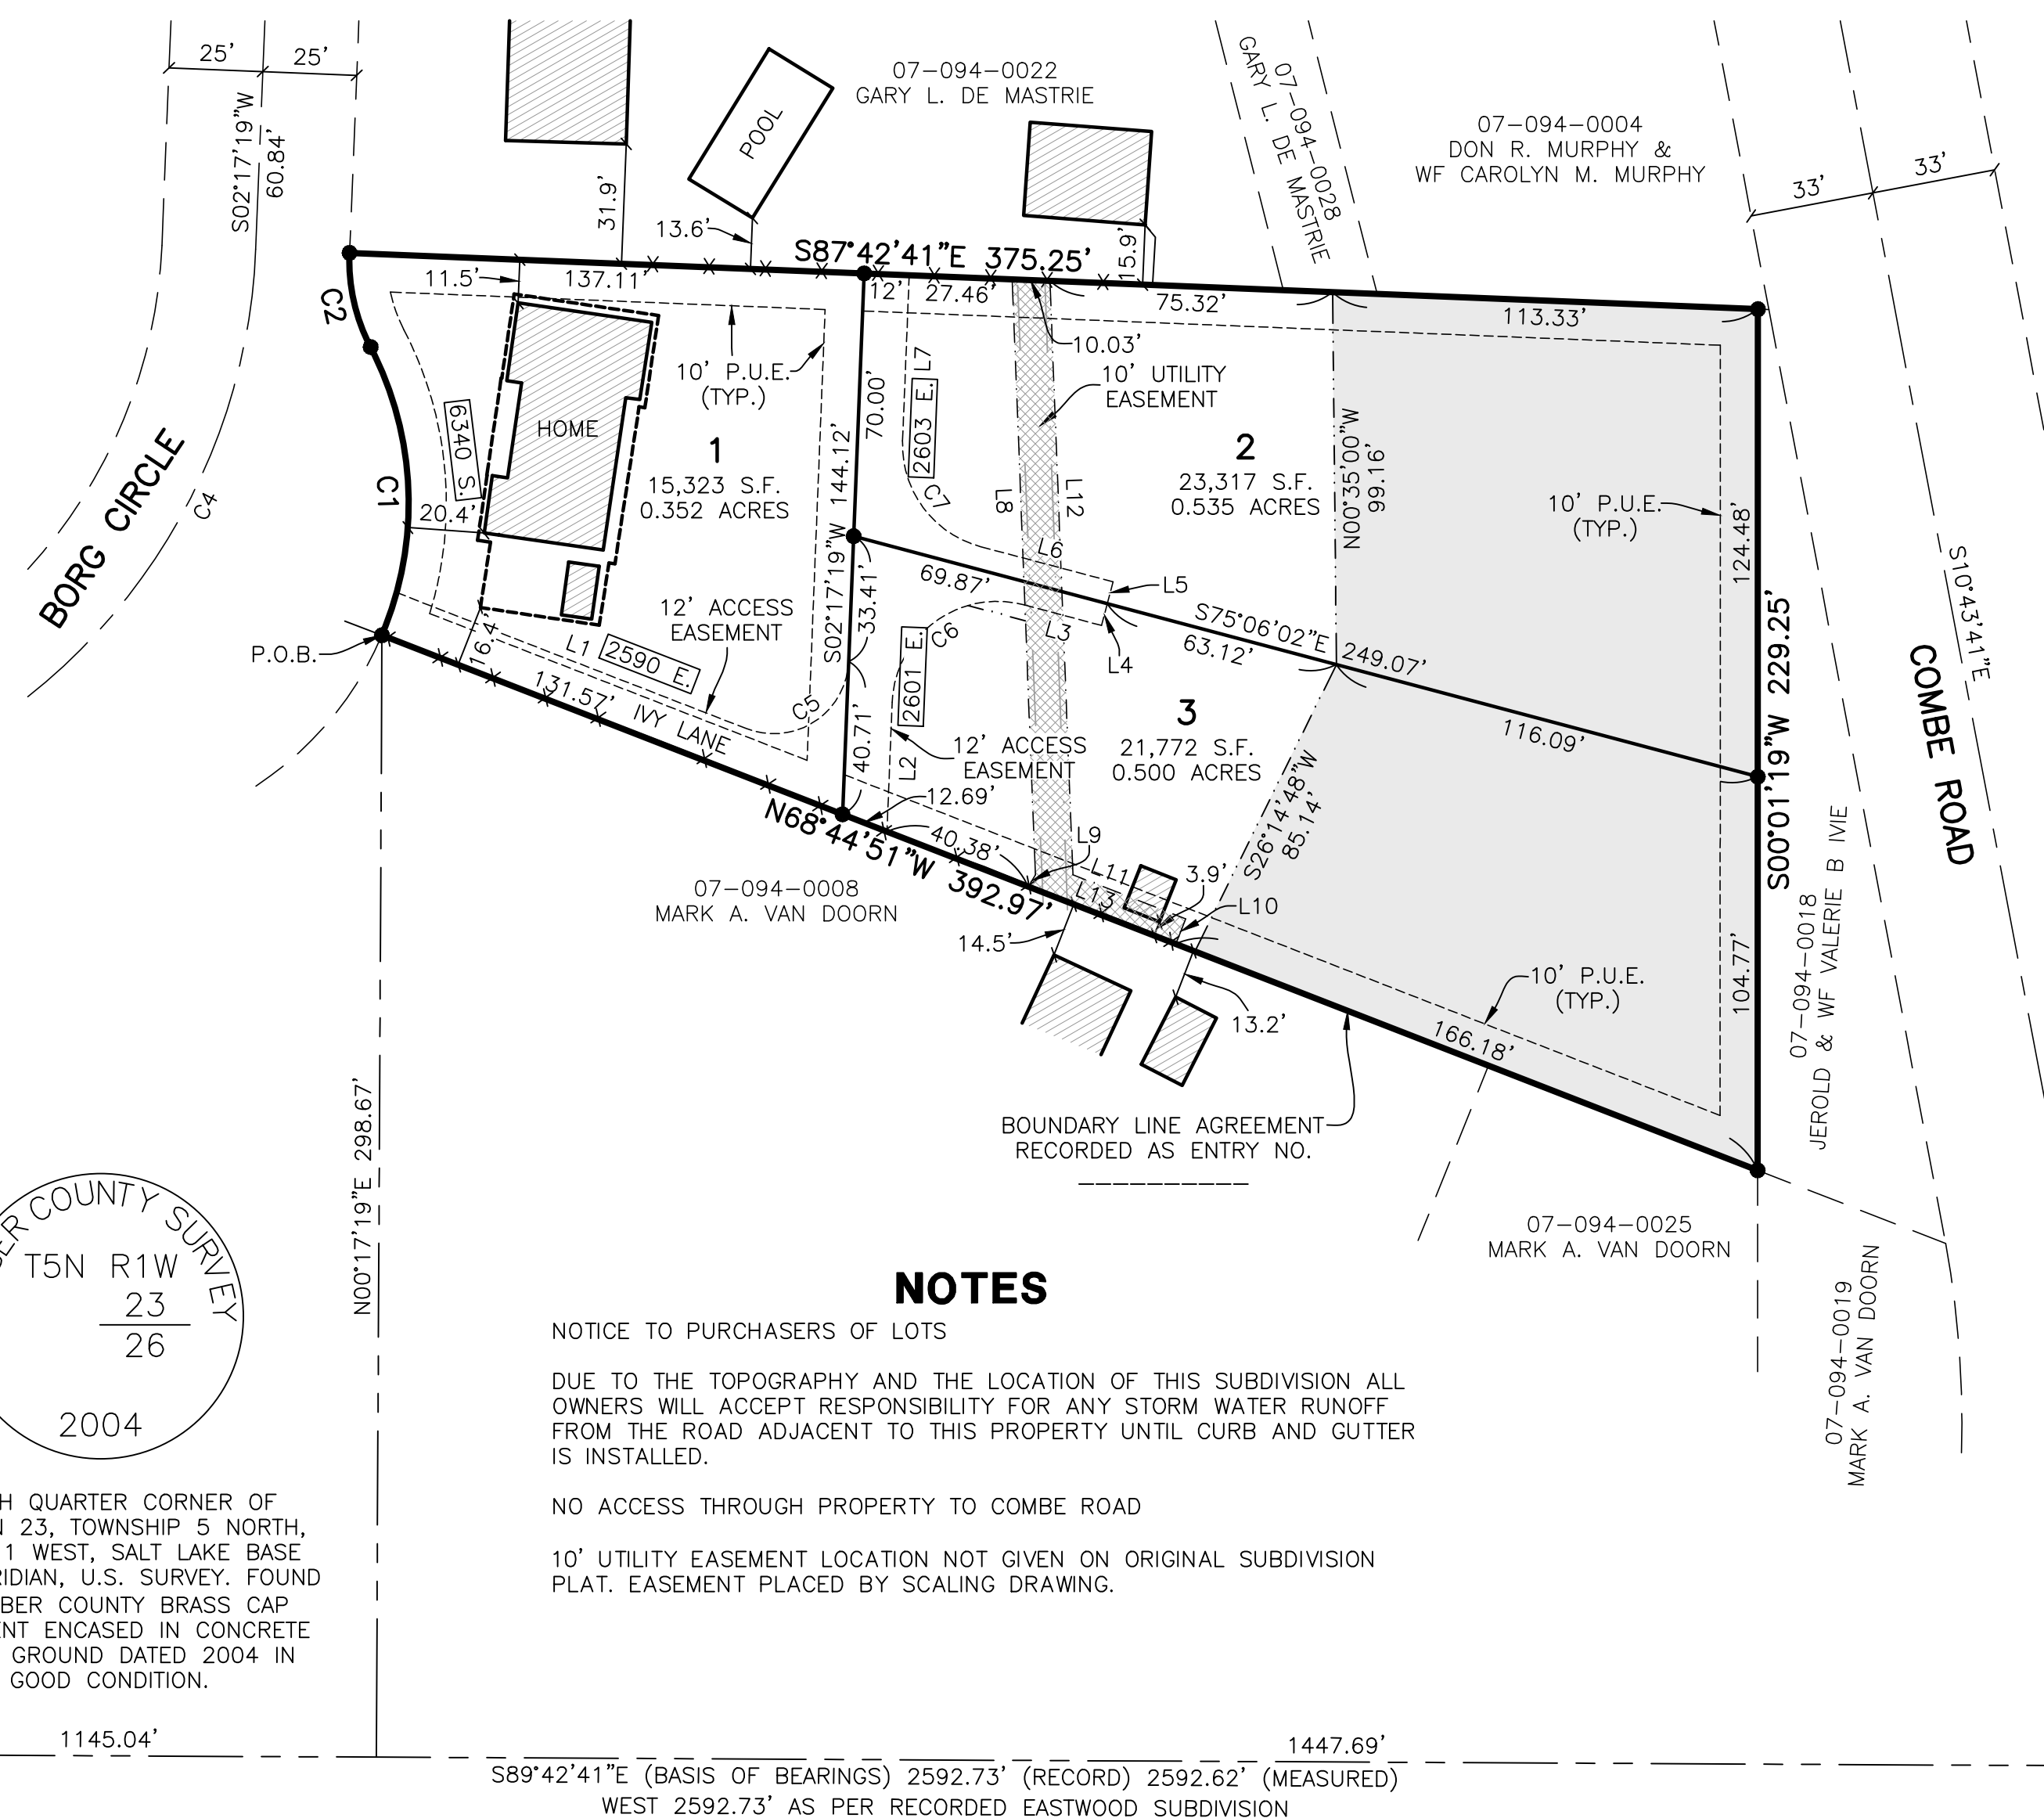 25'
25'
S02°17'19"W
60.84'
31.9'
POOL
13.6'
07-094-0022
GARY L. DE MASTRIE
15.9'
07-094-0028
GARY L. DE MASTRIE
07-094-0004
DON R. MURPHY &
WF CAROLYN M. MURPHY
33'
33'
S87°42'41"E 375.25'
11.5'
137.11'
12'
27.46'
75.32'
113.33'
10.03'
C2
C1
C4
BORG CIRCLE
10' P.U.E.
(TYP.)
HOME
6340 S.
1
15,323 S.F.
0.352 ACRES
20.4'
70.00'
S02°17'19"W 144.12'
2603 E.
L7
C7
10' UTILITY
EASEMENT
L8
L12
2
23,317 S.F.
0.535 ACRES
N00°35'00"W
99.16'
10' P.U.E.
(TYP.)
124.48'
S10°43'41"E
COMBE ROAD
S00°01'19"W 229.25'
L6
L5
69.87'
L3
L4
S75°06'02"E 249.07'
63.12'
116.09'
33.41'
C6
C5
P.O.B.
16.4'
L1
2590 E.
12' ACCESS
EASEMENT
131.57'
IVY LANE
40.71'
L2
2601 E.
12' ACCESS
EASEMENT
3
21,772 S.F.
0.500 ACRES
12.69'
40.38'
N68°44'51"W 392.97'
L9
L11
L13
3.9'
L10
S26°14'48"W
85.14'
14.5'
13.2'
07-094-0008
MARK A. VAN DOORN
10' P.U.E.
(TYP.)
104.77'
166.18'
07-094-0018
JEROLD & WF VALERIE B IVIE
BOUNDARY LINE AGREEMENT
RECORDED AS ENTRY NO.
__________
07-094-0025
MARK A. VAN DOORN
07-094-0019
MARK A. VAN DOORN
N00°17'19"E 298.67'
BER COUNTY SURVEY
T5N R1W
23
26
2004
H QUARTER CORNER OF
N 23, TOWNSHIP 5 NORTH,
1 WEST, SALT LAKE BASE
RIDIAN, U.S. SURVEY. FOUND
BER COUNTY BRASS CAP
ENT ENCASED IN CONCRETE
GROUND DATED 2004 IN
GOOD CONDITION.
NOTES
NOTICE TO PURCHASERS OF LOTS
DUE TO THE TOPOGRAPHY AND THE LOCATION OF THIS SUBDIVISION ALL
OWNERS WILL ACCEPT RESPONSIBILITY FOR ANY STORM WATER RUNOFF
FROM THE ROAD ADJACENT TO THIS PROPERTY UNTIL CURB AND GUTTER
IS INSTALLED.
NO ACCESS THROUGH PROPERTY TO COMBE ROAD
10' UTILITY EASEMENT LOCATION NOT GIVEN ON ORIGINAL SUBDIVISION
PLAT. EASEMENT PLACED BY SCALING DRAWING.
1145.04'
1447.69'
S89°42'41"E (BASIS OF BEARINGS) 2592.73' (RECORD) 2592.62' (MEASURED)
WEST 2592.73' AS PER RECORDED EASTWOOD SUBDIVISION